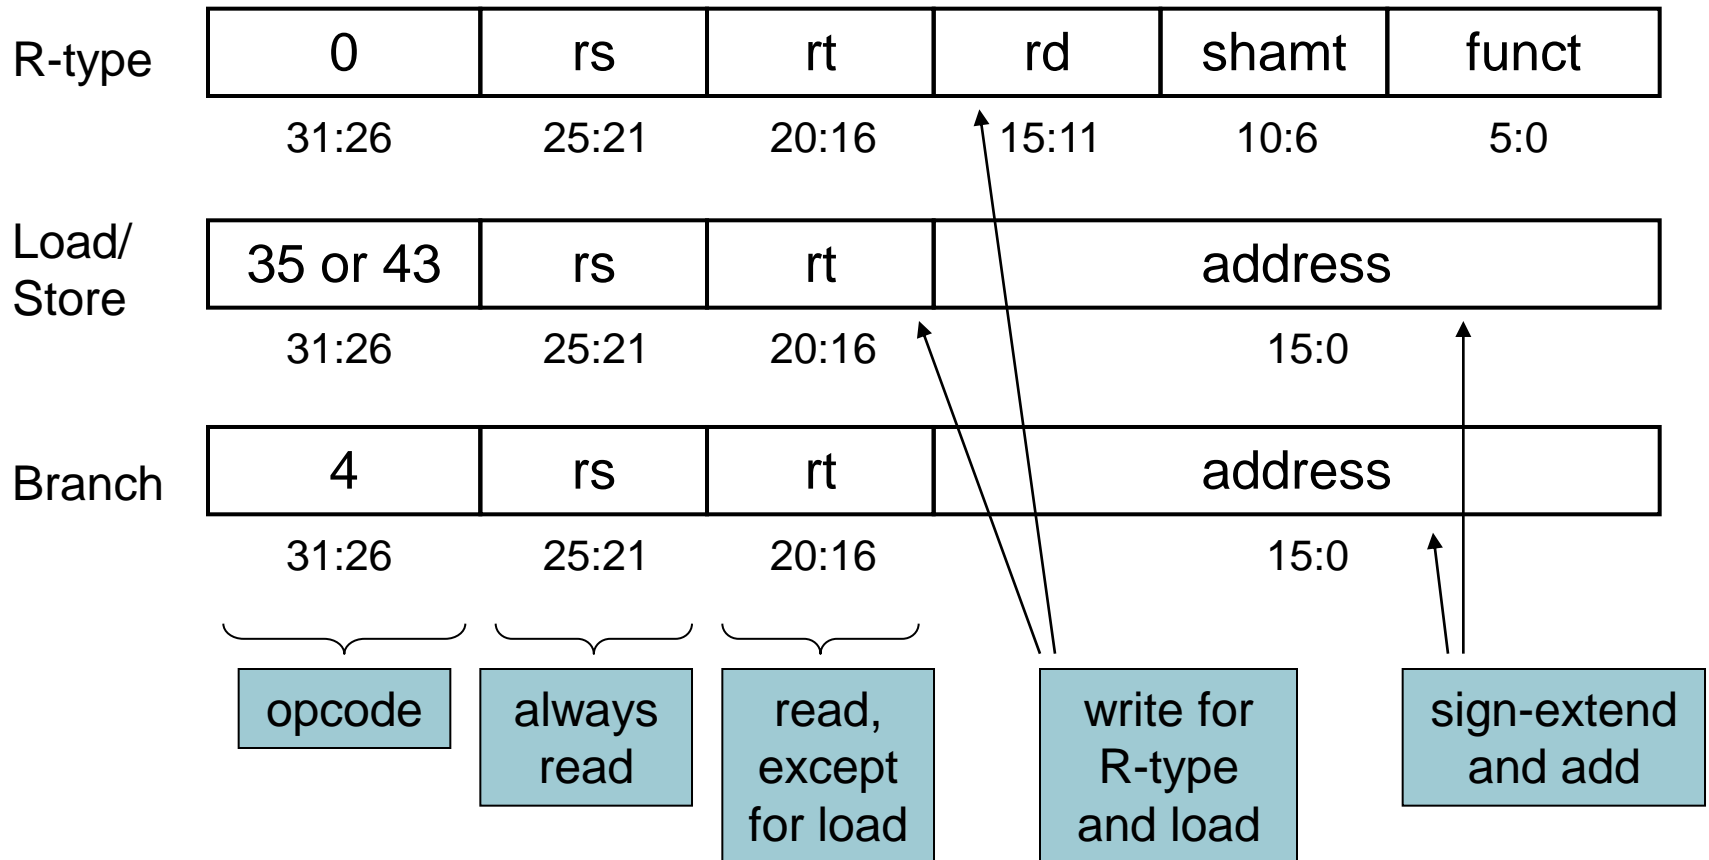 R-type 0 rs rt rd shamt funct
31:26 25:21 20:16 15:11 10:6 5:0
Load/
Store
35 or 43 rs rt address
31:26 25:21 20:16 15:0
Branch 4 rs rt address
31:26 25:21 20:16 15:0
opcode
always
read
read,
except
for load
write for
R-type
and load
sign-extend
and add